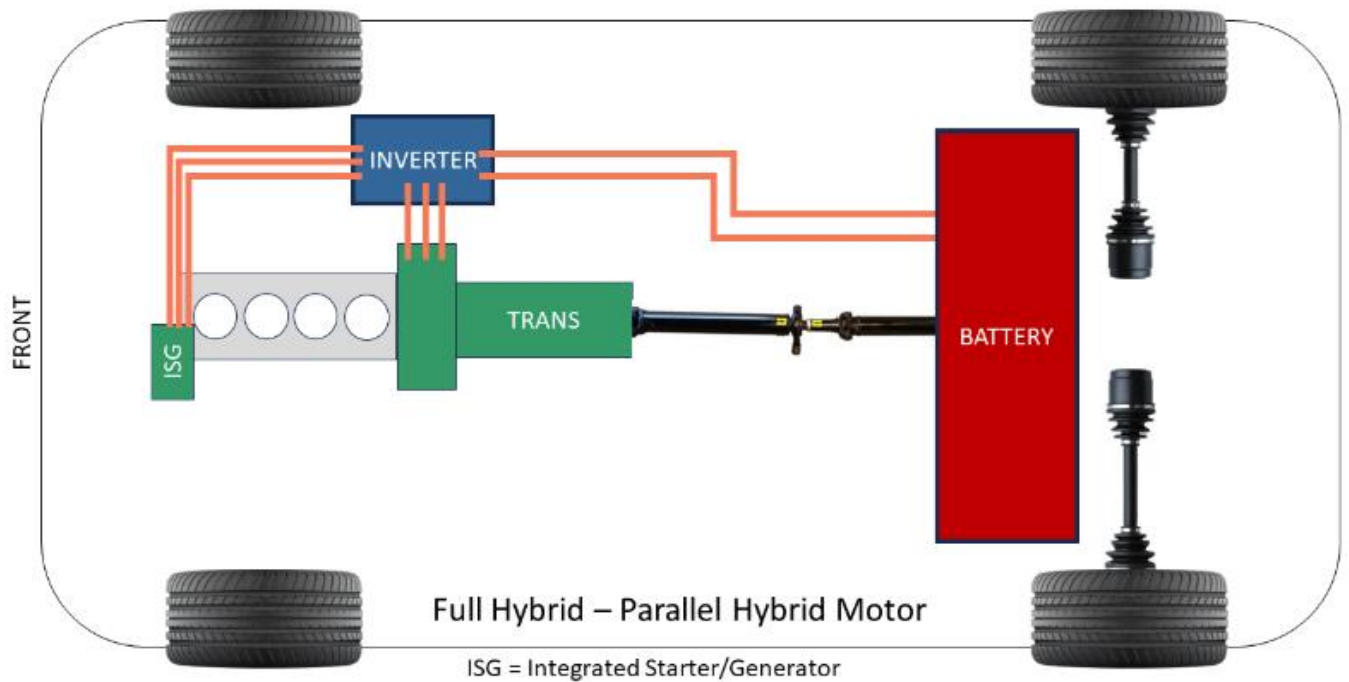 INVERTER
FRONT
ISG
TRANS
BATTERY
Full Hybrid – Parallel Hybrid Motor
ISG = Integrated Starter/Generator